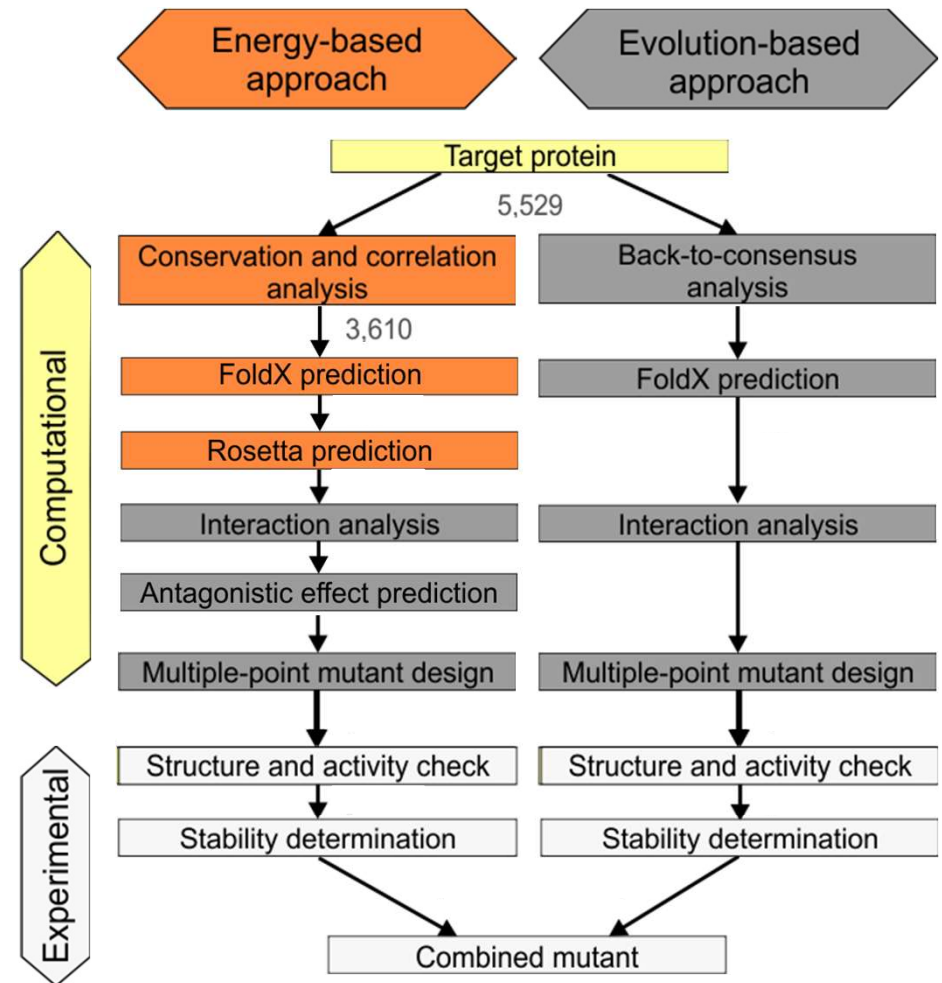 Energy-based
approach
Evolution-based
approach
Target protein
5,529
Computational
Conservation and correlation
analysis
Back-to-consensus
analysis
3,610
FoldX prediction
FoldX prediction
Rosetta prediction
Interaction analysis
Interaction analysis
Antagonistic effect prediction
Multiple-point mutant design
Multiple-point mutant design
Experimental
Structure and activity check
Structure and activity check
Stability determination
Stability determination
Combined mutant